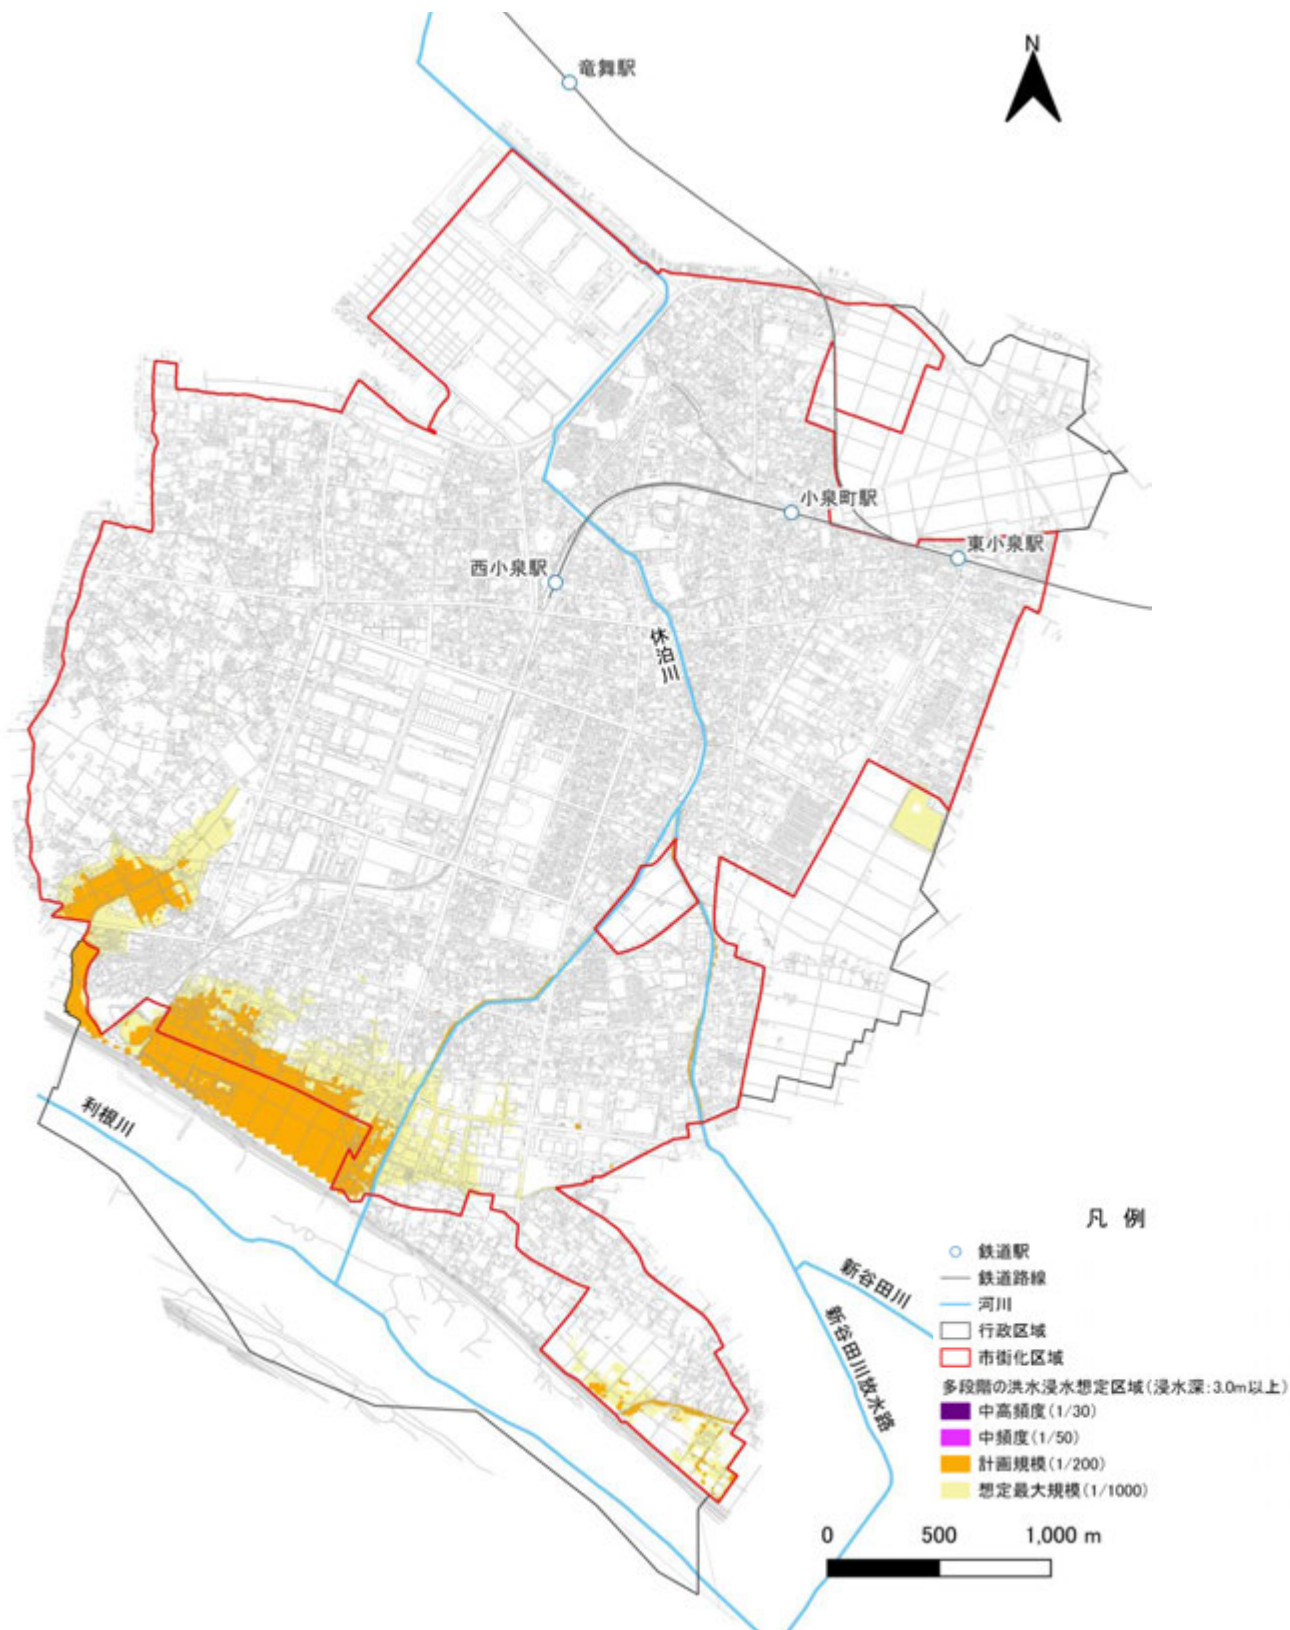 竜舞駅
N
小泉町駅
東小泉駅
西小泉駅
休泊川
利根川
新谷田川
新谷田川放水路
凡 例
鉄道駅
鉄道路線
河川
行政区域
市街化区域
多段階の洪水浸水想定区域(浸水深:3.0m以上)
中高頻度(1/30)
中頻度(1/50)
計画規模(1/200)
想定最大規模(1/1000)
0 500 1,000 m